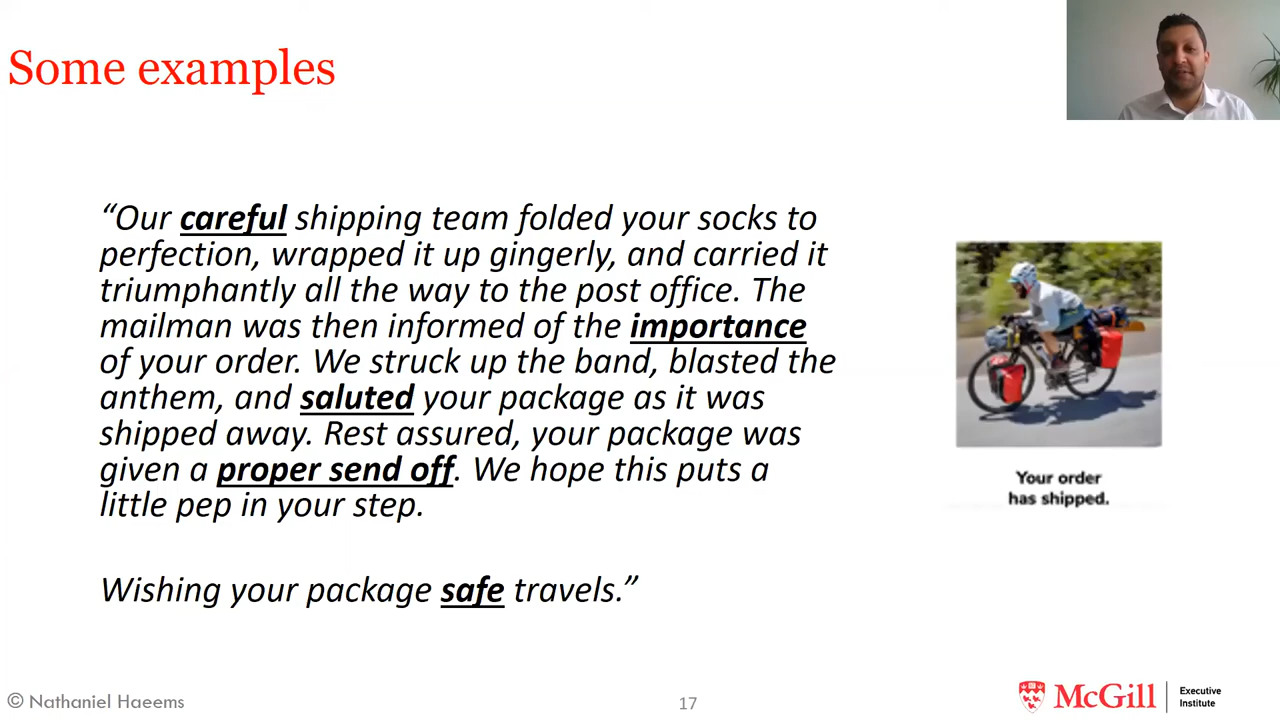 Some examples
“Our careful shipping team folded your socks to
perfection, wrapped it up gingerly, and carried it
triumphantly all the way to the post office. The
mailman was then informed of the importance
of your order. We struck up the band, blasted the
anthem, and saluted your package as it was
shipped away. Rest assured, your package was
given a proper send off. We hope this puts a
little pep in your step.
Wishing your package safe travels.”
Your order
has shipped.
© Nathaniel Haeems
17
McGill
Executive
Institute